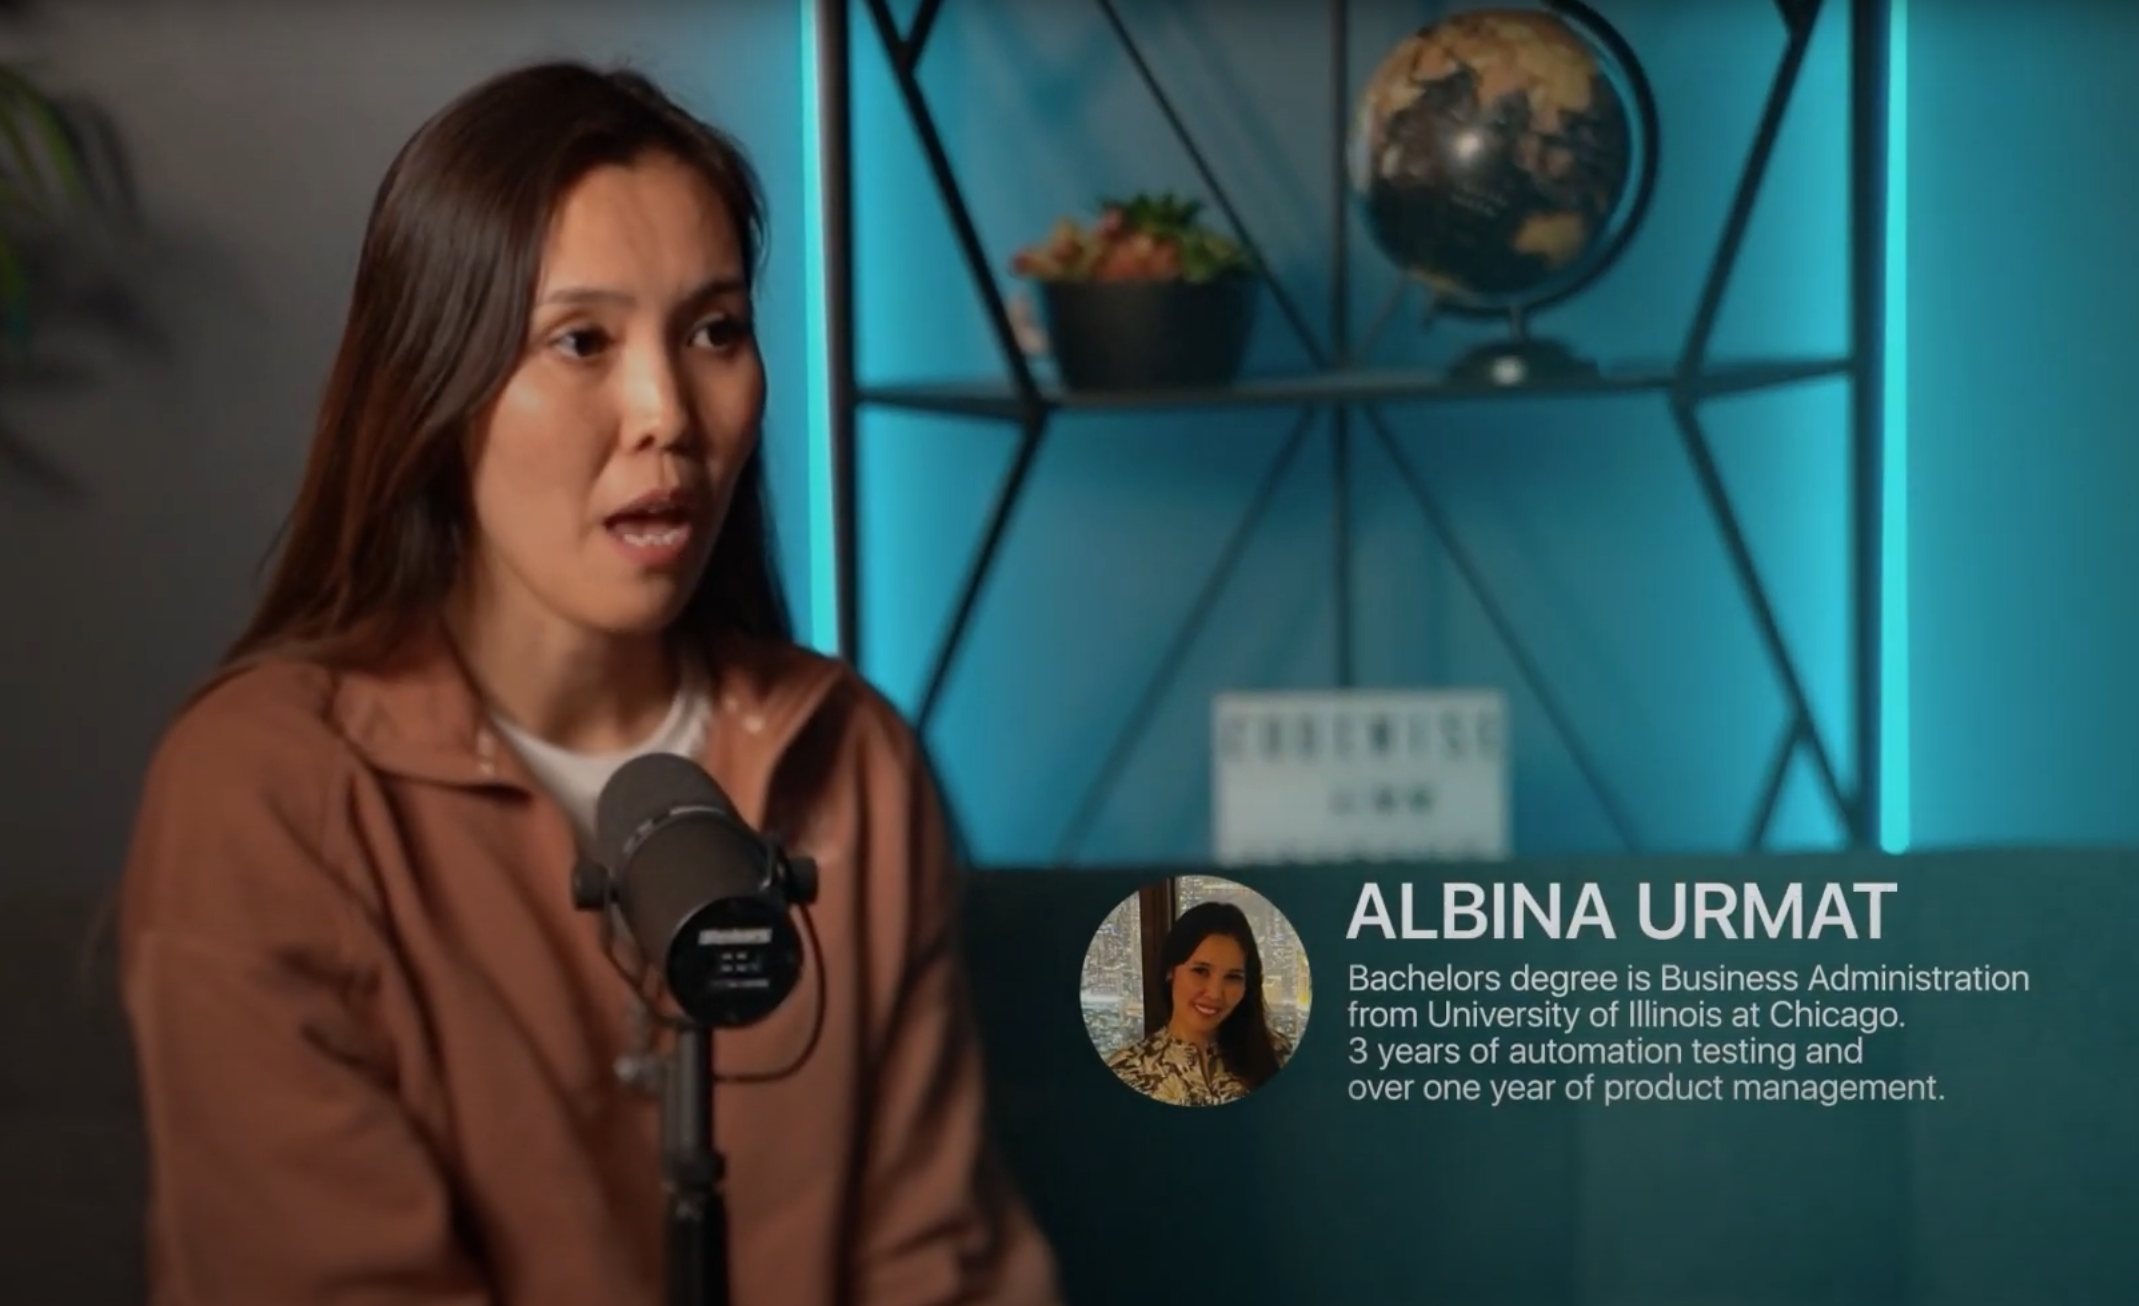 CODEWISE
ALBINA URMAT
Bachelors degree is Business Administration
from University of Illinois at Chicago.
3 years of automation testing and
over one year of product management.